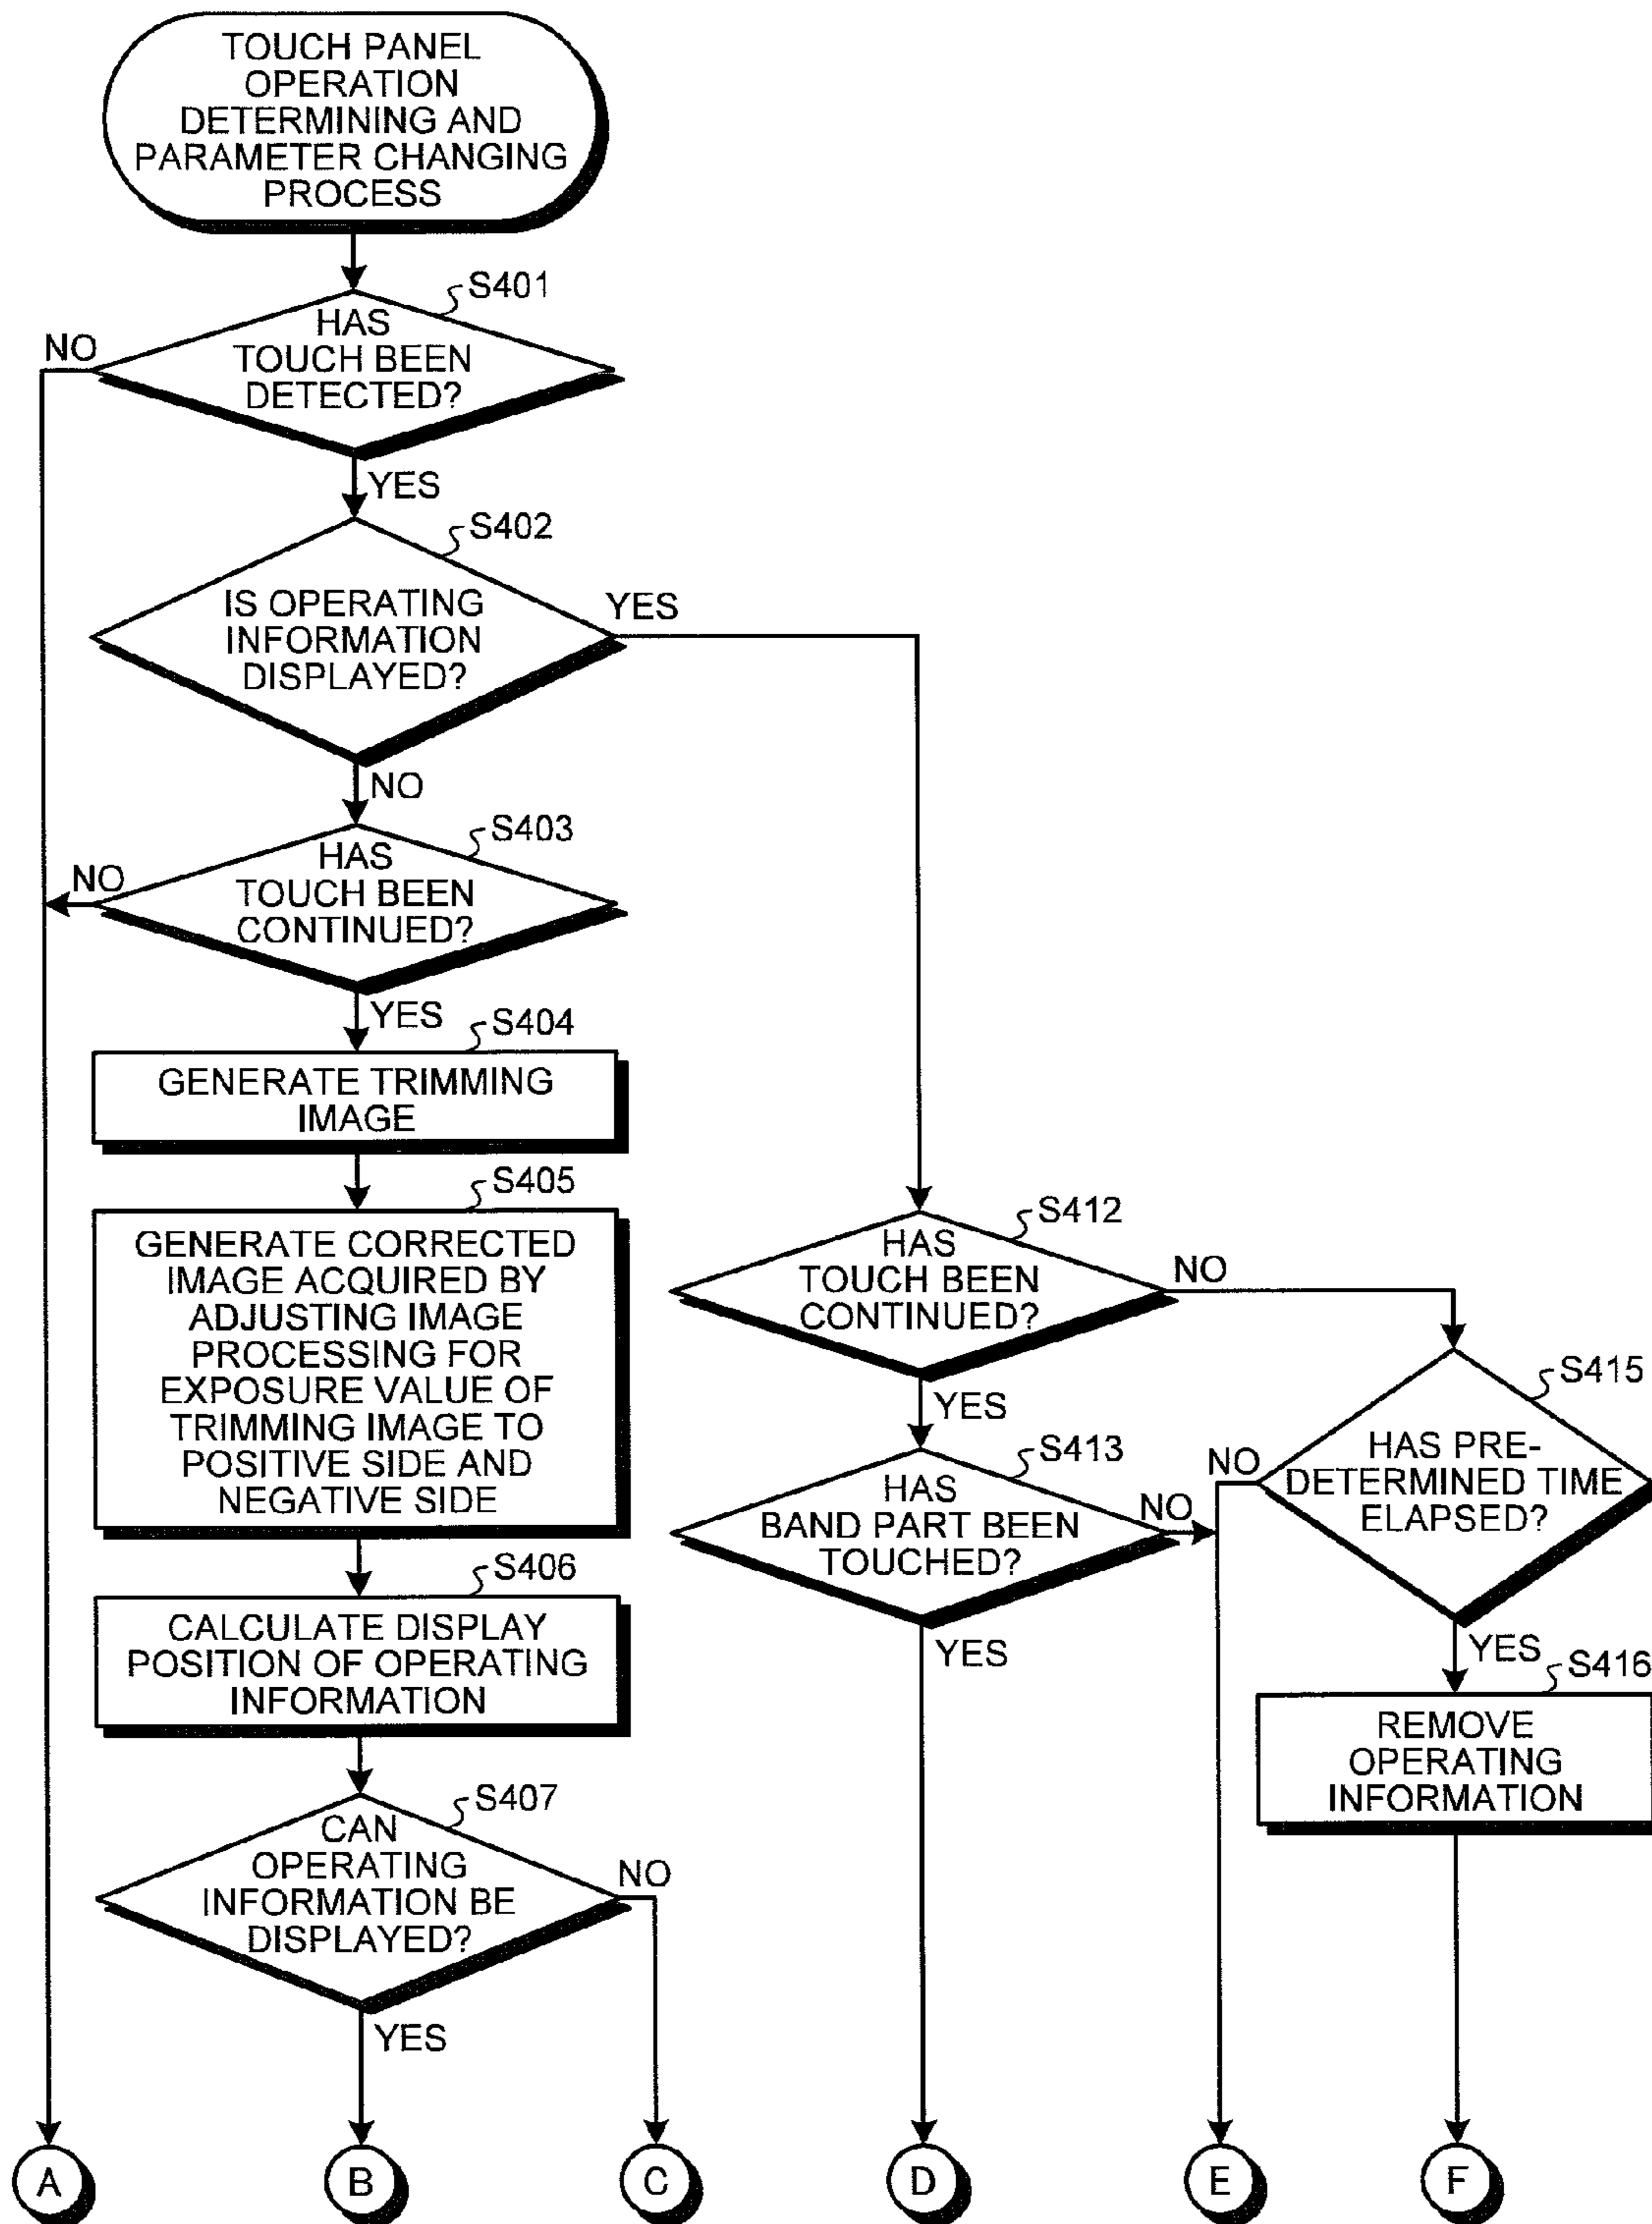 TOUCH PANEL
OPERATION
DETERMINING AND
PARAMETER CHANGING
PROCESS
S401
HAS
TOUCH BEEN
DETECTED?
NO
YES
S402
IS OPERATING
INFORMATION
DISPLAYED?
YES
NO
S403
HAS
TOUCH BEEN
CONTINUED?
NO
YES
S404
GENERATE TRIMMING
IMAGE
S405
GENERATE CORRECTED
IMAGE ACQUIRED BY
ADJUSTING IMAGE
PROCESSING FOR
EXPOSURE VALUE OF
TRIMMING IMAGE TO
POSITIVE SIDE AND
NEGATIVE SIDE
S406
CALCULATE DISPLAY
POSITION OF OPERATING
INFORMATION
S407
CAN
OPERATING
INFORMATION BE
DISPLAYED?
NO
YES
S412
HAS
TOUCH BEEN
CONTINUED?
NO
YES
S413
HAS
BAND PART BEEN
TOUCHED?
NO
YES
S415
HAS PRE-
DETERMINED TIME
ELAPSED?
NO
YES
S416
REMOVE
OPERATING
INFORMATION
A
B
C
D
E
F